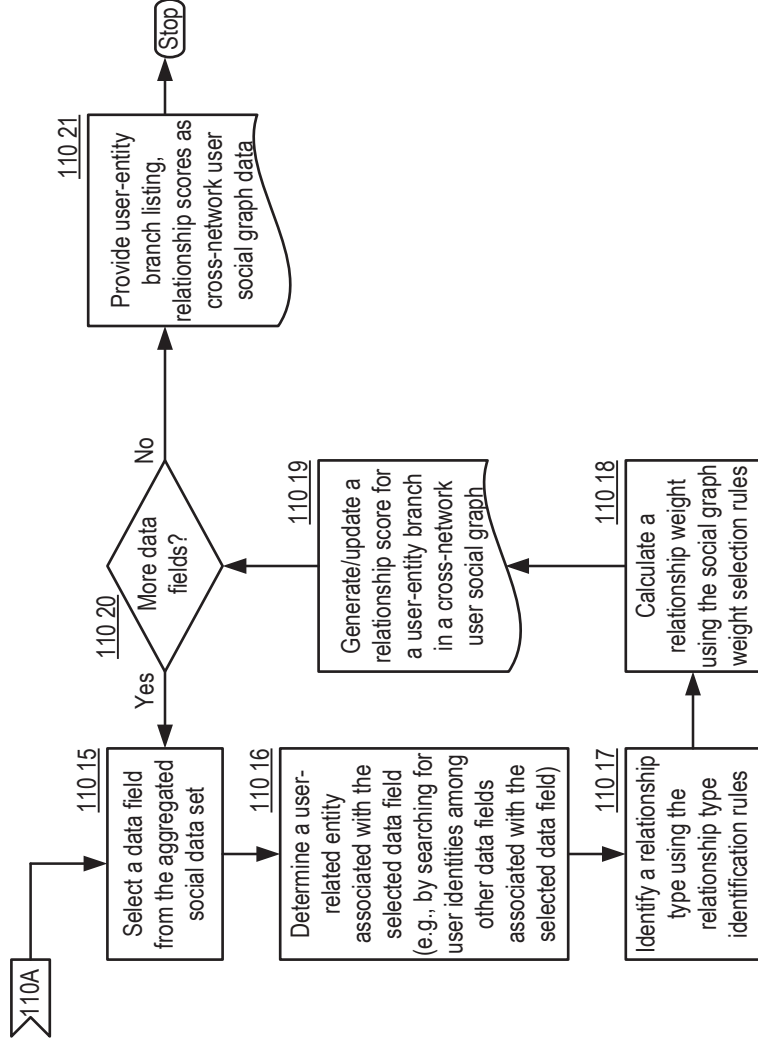 110A
110 15
Select a data field
from the aggregated
social data set
110 16
Determine a user-
related entity
associated with the
selected data field
(e.g., by searching for
user identities among
other data fields
associated with the
selected data field)
110 17
Identify a relationship
type using the
relationship type
identification rules
110 18
Calculate a
relationship weight
using the social graph
weight selection rules
110 19
Generate/update a
relationship score for
a user-entity branch
in a cross-network
user social graph
110 20
More data
fields?
Yes
No
110 21
Provide user-entity
branch listing,
relationship scores as
cross-network user
social graph data
Stop